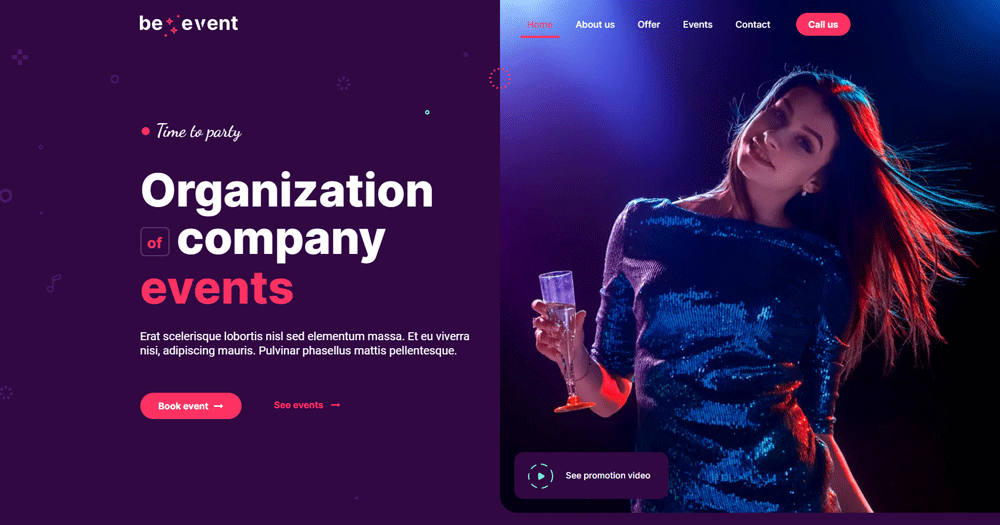 be event
Home About us Offer Events Contact Call us
Time to party
Organization
of company
events
Erat scelerisque lobortis nisl sed elementum massa. Et eu viverra
nisi, adipiscing mauris. Pulvinar phasellus mattis pellentesque.
Book event → See events →
See promotion video